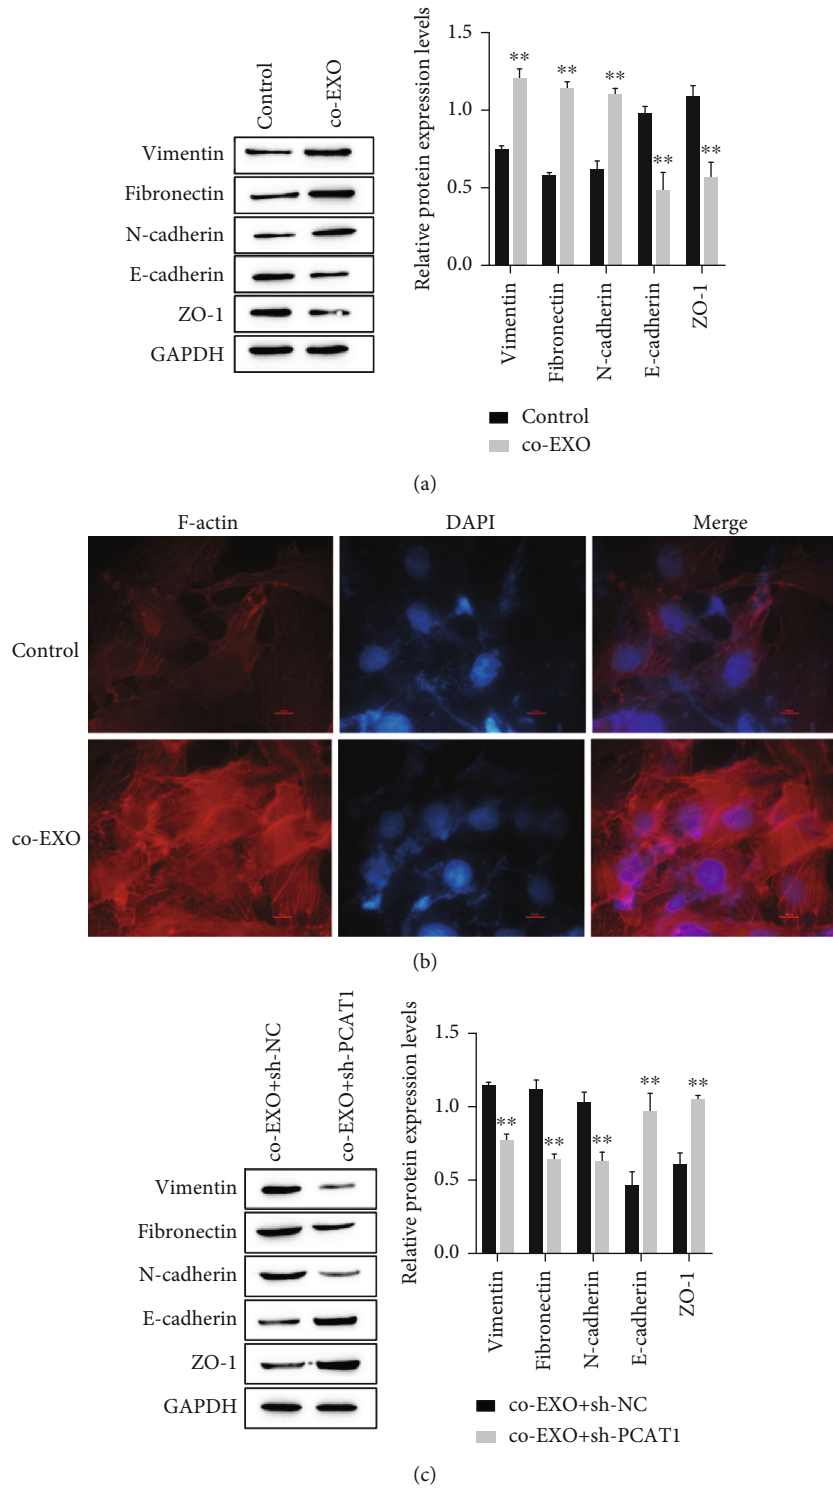 Control
co-EXO
Vimentin
Fibronectin
N-cadherin
E-cadherin
ZO-1
GAPDH
Relative protein expression levels
1.5
1.0
0.5
0.0
** ** ** ** **
Vimentin
Fibronectin
N-cadherin
E-cadherin
ZO-1
Control
co-EXO
(a)
F-actin DAPI Merge
Control
co-EXO
(b)
co-EXO+sh-NC
co-EXO+sh-PCAT1
Vimentin
Fibronectin
N-cadherin
E-cadherin
ZO-1
GAPDH
Relative protein expression levels
1.5
1.0
0.5
0.0
** ** ** ** **
Vimentin
Fibronectin
N-cadherin
E-cadherin
ZO-1
co-EXO+sh-NC
co-EXO+sh-PCAT1
(c)